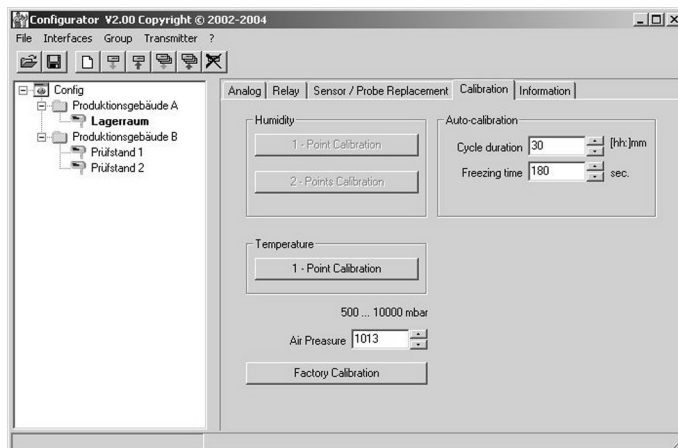 Configurator V2.00 Copyright © 2002-2004
File Interfaces Group Transmitter ?
Config
Produktionsgebäude A
Lagerraum
Produktionsgebäude B
Prüfstand 1
Prüfstand 2
Analog Relay Sensor / Probe Replacement Calibration Information
Humidity
1 - Point Calibration
2 - Points Calibration
Auto-calibration
Cycle duration 30 [hh:]mm
Freezing time 180 sec.
Temperature
1 - Point Calibration
500 ... 10000 mbar
Air Preasure 1013
Factory Calibration